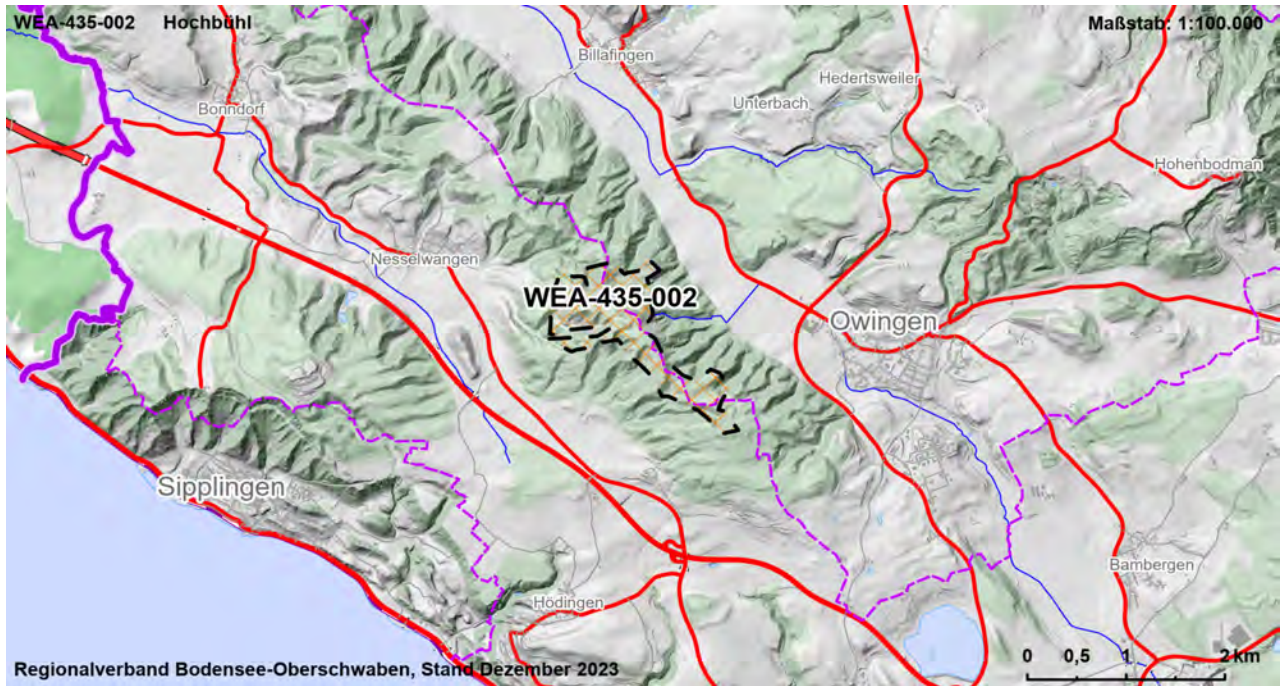 WEA-435-002 Hochbühl
Maßstab: 1:100.000
Billafingen
Hedertsweiler
Bonndorf
Unterbach
Hohenbodman
Nesselwangen
WEA-435-002
Owingen
Sipplingen
Bambergen
Hödingen
0 0,5 1 2 km
Regionalverband Bodensee-Oberschwaben, Stand Dezember 2023